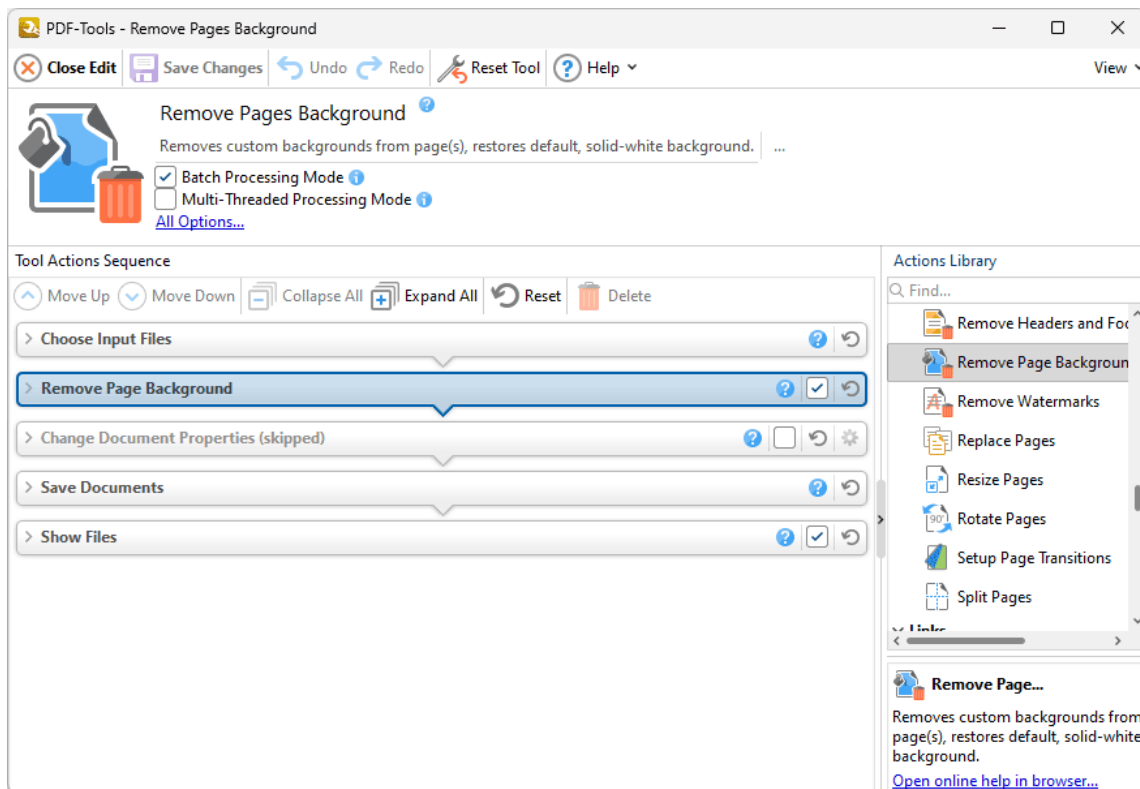 PDF-Tools - Remove Pages Background
Close Edit Save Changes Undo Redo Reset Tool ? Help View
Remove Pages Background ?
Removes custom backgrounds from page(s), restores default, solid-white background. ...
Batch Processing Mode i
Multi-Threaded Processing Mode i
All Options...
Tool Actions Sequence
Move Up Move Down Collapse All Expand All Reset Delete
Choose Input Files ?
Remove Page Background ?
Change Document Properties (skipped) ?
Save Documents ?
Show Files ?
Actions Library
Find...
Remove Headers and Foo
Remove Page Backgroun
Remove Watermarks
Replace Pages
Resize Pages
90° Rotate Pages
Setup Page Transitions
Split Pages
Links
Remove Page...
Removes custom backgrounds from
page(s), restores default, solid-white
background.
Open online help in browser...